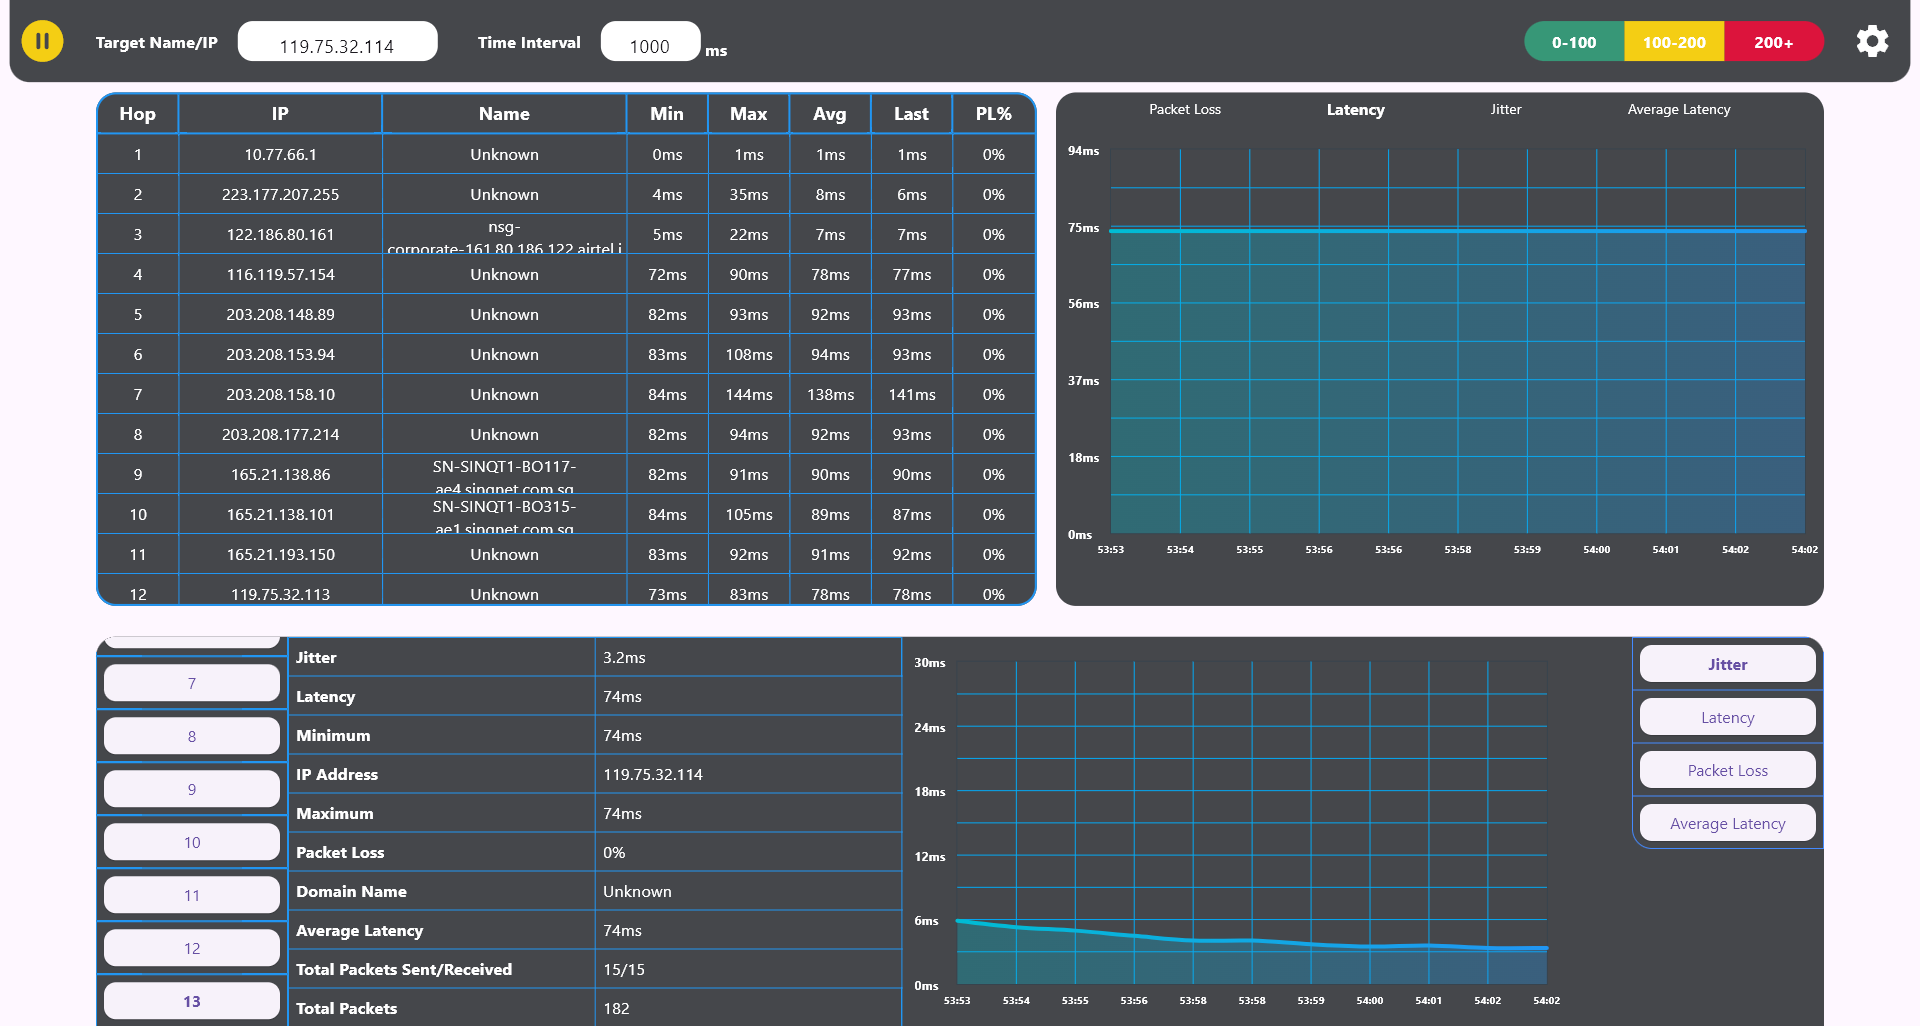 Target Name/IP 119.75.32.114 Time Interval 1000 ms 0-100 100-200 200+
Hop IP Name Min Max Avg Last PL%
1 10.77.66.1 Unknown 0ms 1ms 1ms 1ms 0%
2 223.177.207.255 Unknown 4ms 35ms 8ms 6ms 0%
3 122.186.80.161 nsg-
corporate-161.80.186.122.airtel.i 5ms 22ms 7ms 7ms 0%
4 116.119.57.154 Unknown 72ms 90ms 78ms 77ms 0%
5 203.208.148.89 Unknown 82ms 93ms 92ms 93ms 0%
6 203.208.153.94 Unknown 83ms 108ms 94ms 93ms 0%
7 203.208.158.10 Unknown 84ms 144ms 138ms 141ms 0%
8 203.208.177.214 Unknown 82ms 94ms 92ms 93ms 0%
9 165.21.138.86 SN-SINQT1-BO117-
ae4.singnet.com.sg 82ms 91ms 90ms 90ms 0%
10 165.21.138.101 SN-SINQT1-BO315-
ae1.singnet.com.sg 84ms 105ms 89ms 87ms 0%
11 165.21.193.150 Unknown 83ms 92ms 91ms 92ms 0%
12 119.75.32.113 Unknown 73ms 83ms 78ms 78ms 0%
Packet Loss Latency Jitter Average Latency
94ms
75ms
56ms
37ms
18ms
0ms
53:53 53:54 53:55 53:56 53:56 53:58 53:59 54:00 54:01 54:02 54:02
7
8
9
10
11
12
13
Jitter 3.2ms
Latency 74ms
Minimum 74ms
IP Address 119.75.32.114
Maximum 74ms
Packet Loss 0%
Domain Name Unknown
Average Latency 74ms
Total Packets Sent/Received 15/15
Total Packets 182
30ms
24ms
18ms
12ms
6ms
0ms
53:53 53:54 53:55 53:56 53:58 53:58 53:59 54:00 54:01 54:02 54:02
Jitter
Latency
Packet Loss
Average Latency